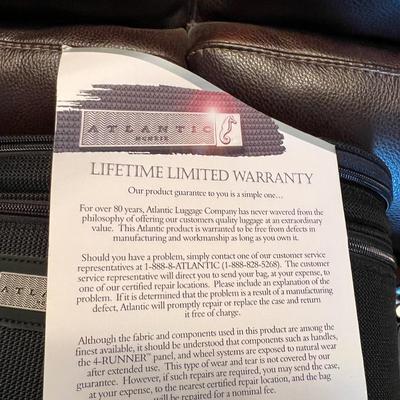 ATLANTIC
MCMXIX
LIFETIME LIMITED WARRANTY
Our product guarantee to you is a simple one...
For over 80 years, Atlantic Luggage Company has never wavered from the
philosophy of offering our customers quality luggage at an extraordinary
value. This Atlantic product is warranted to be free from defects in
manufacturing and workmanship as long as you own it.
Should you have a problem, simply contact one of our customer service
representatives at 1-888-8-ATLANTIC (1-888-828-5268). The customer
service representative will direct you to send your bag, at your expense, to
one of our certified repair locations. Please include an explanation of the
problem. If it is determined that the problem is a result of a manufacturing
defect, Atlantic will promptly repair or replace the case and return
it free of charge.
Although the fabric and components used in this product are among the
finest available, it should be understood that components such as handles,
the 4-RUNNER™ panel, and wheel systems are exposed to natural wear
after extended use. This type of wear and tear is not covered by our
guarantee. However, if such repairs are required, you may send the case,
at your expense, to the nearest certified repair location, and the bag
will be repaired for a nominal fee.
ATL